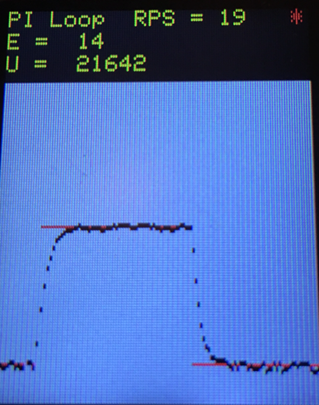 PI Loop RPS = 19
E = 14
U = 21642